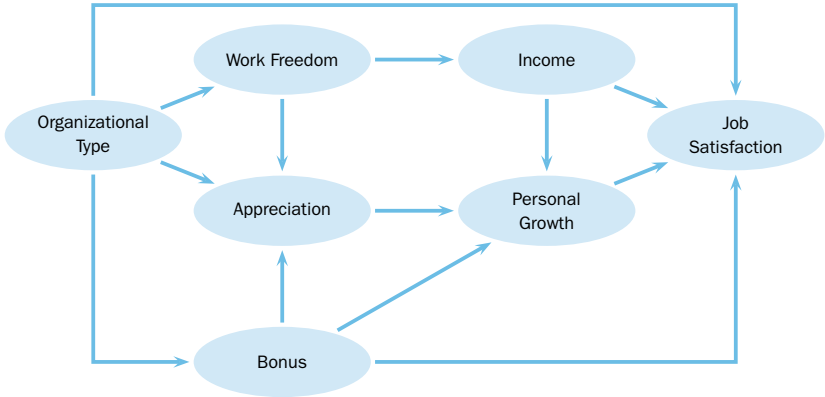 Work Freedom
Income
Organizational
Type
Job
Satisfaction
Appreciation
Personal
Growth
Bonus